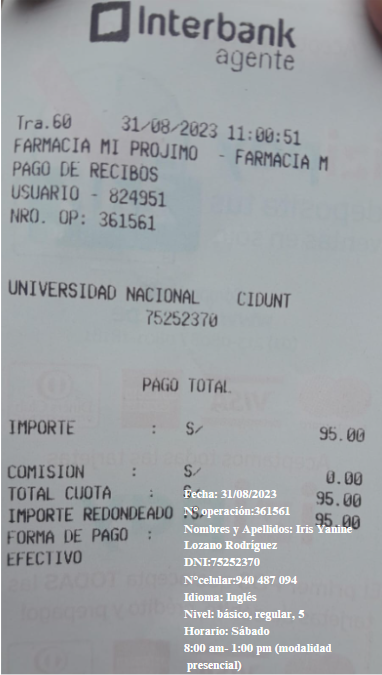 Interbank
agente
Tra.60 31/08/2023 11:00:51
FARMACIA MI PROJIMO - FARMACIA M
PAGO DE RECIBOS
USUARIO - 824951
NRO. OP: 361561
UNIVERSIDAD NACIONAL CIDUNT
75252370
PAGO TOTAL
IMPORTE : S/ 95.00
COMISION : S/ 0.00
TOTAL CUOTA : S/ 95.00
IMPORTE REDONDEADO : 95.00
FORMA DE PAGO :
EFECTIVO
Fecha: 31/08/2023
N° operación:361561
Nombres y Apellidos: Iris Yanine
Lozano Rodríguez
DNI:75252370
N°celular:940 487 094
Idioma: Inglés
Nivel: básico, regular, 5
Horario: Sábado
8:00 am- 1:00 pm (modalidad
presencial)